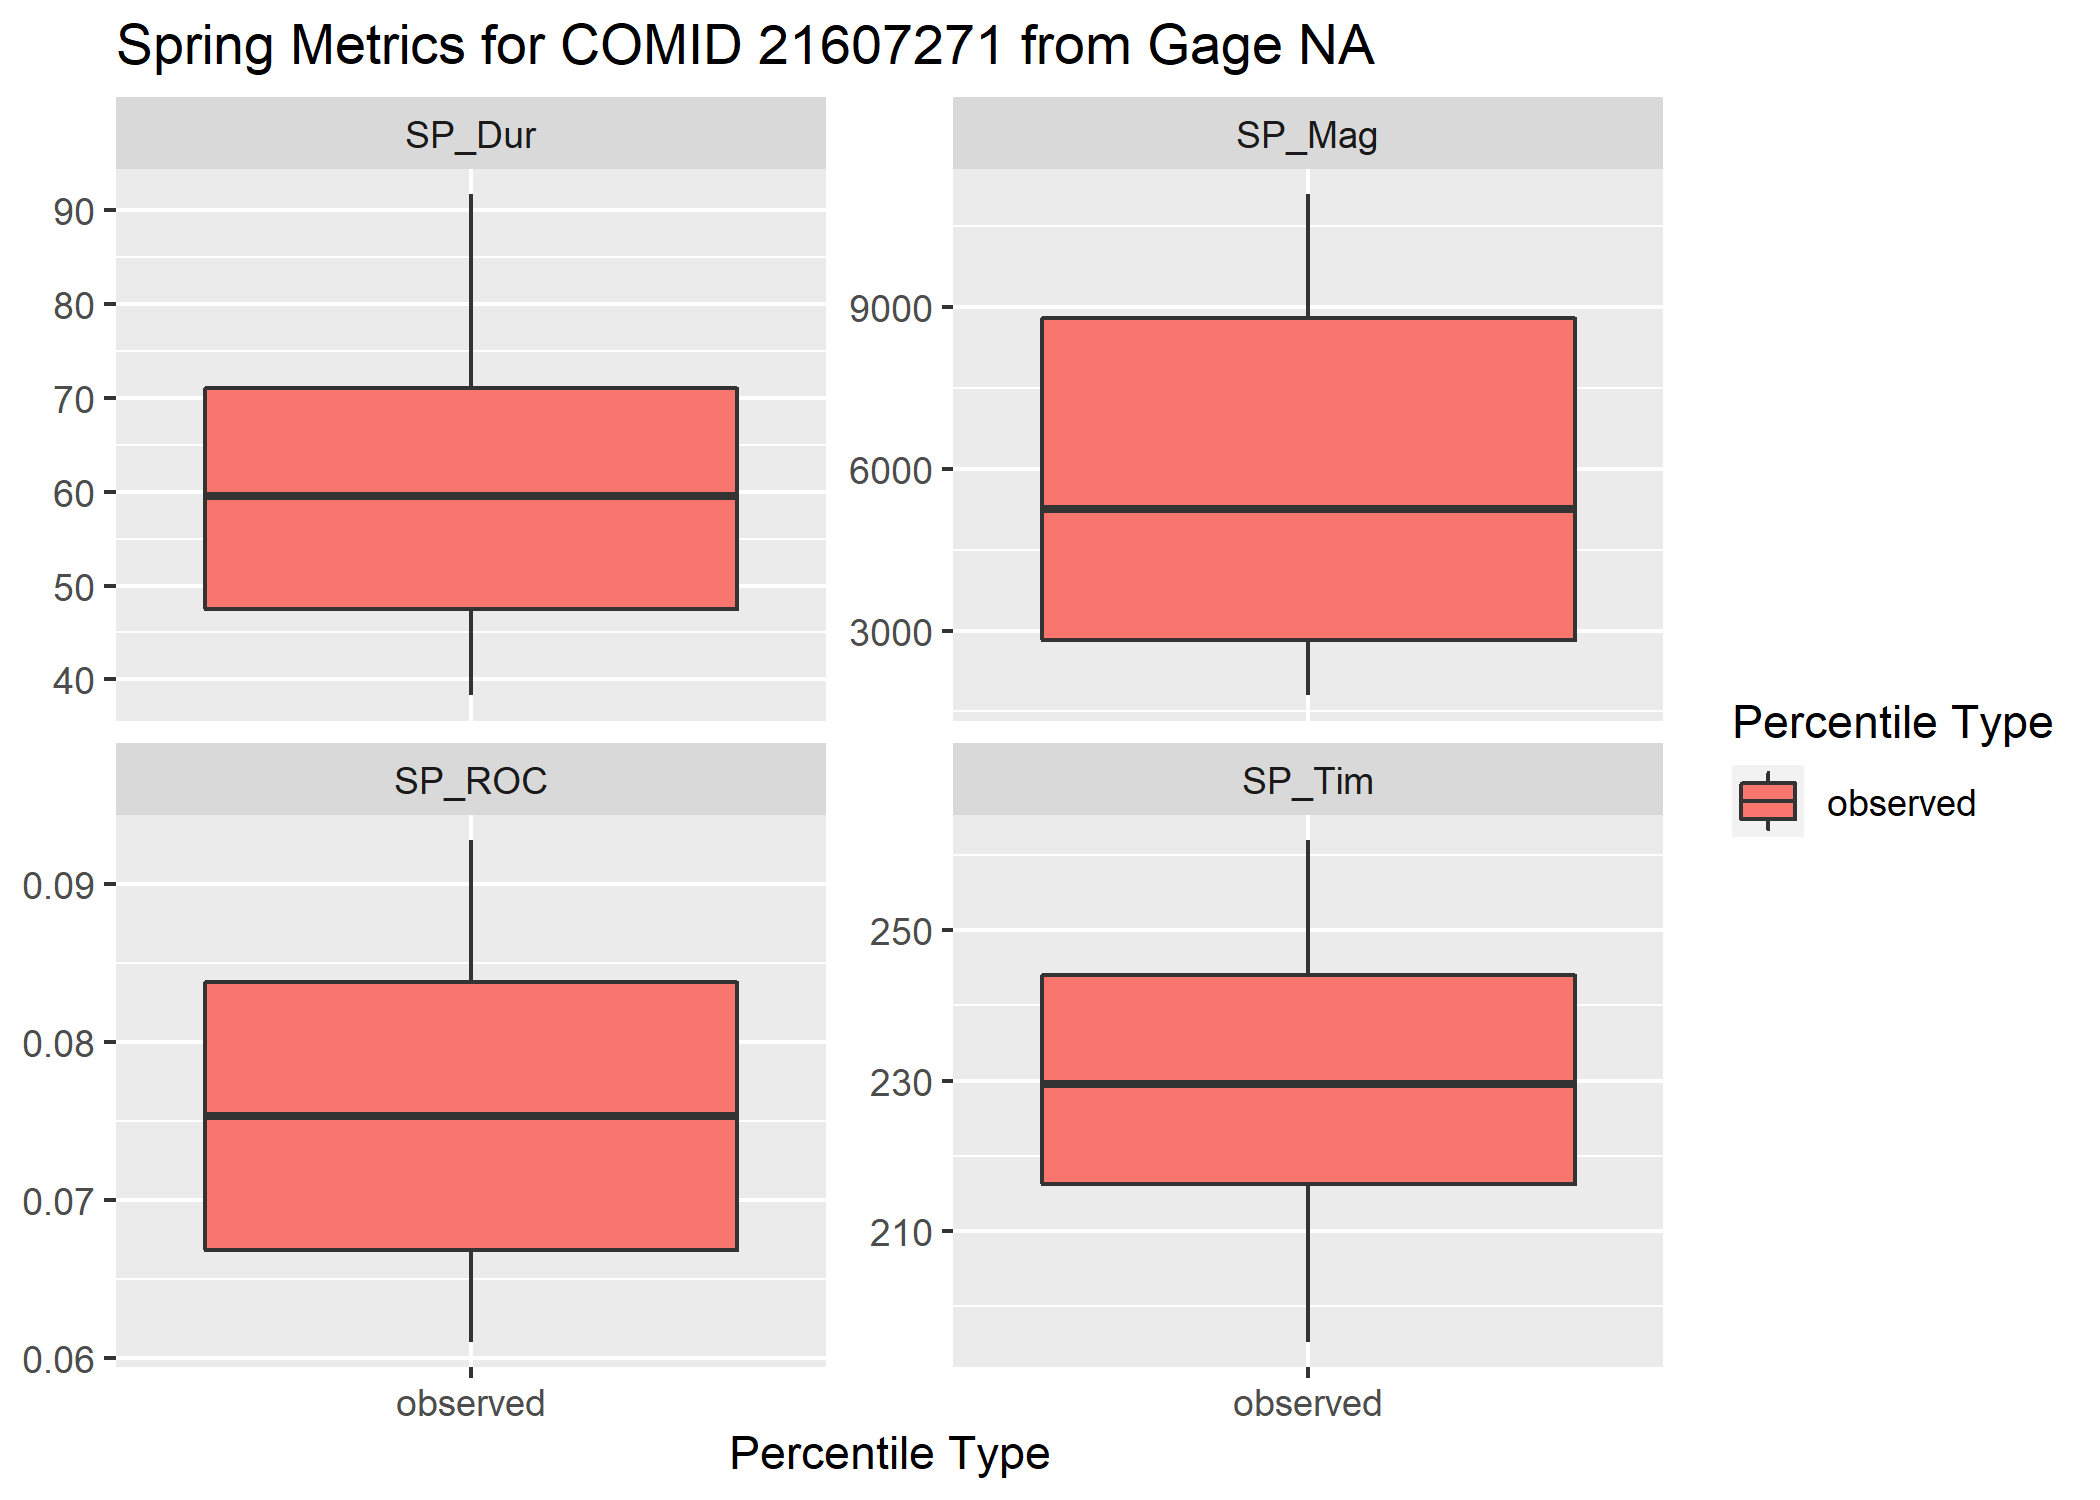 Spring Metrics for COMID 21607271 from Gage NA
SP_Dur
SP_Mag
90
80
70
60
50
40
9000
6000
3000
SP_ROC
SP_Tim
0.09
0.08
0.07
0.06
250
230
210
observed
observed
Percentile Type
Percentile Type
observed